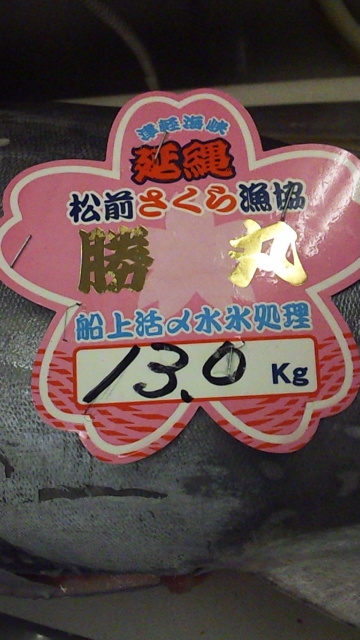 津軽海峡
延縄
松前さくら漁協
勝丸
船上活〆水氷処理
13.0 Kg